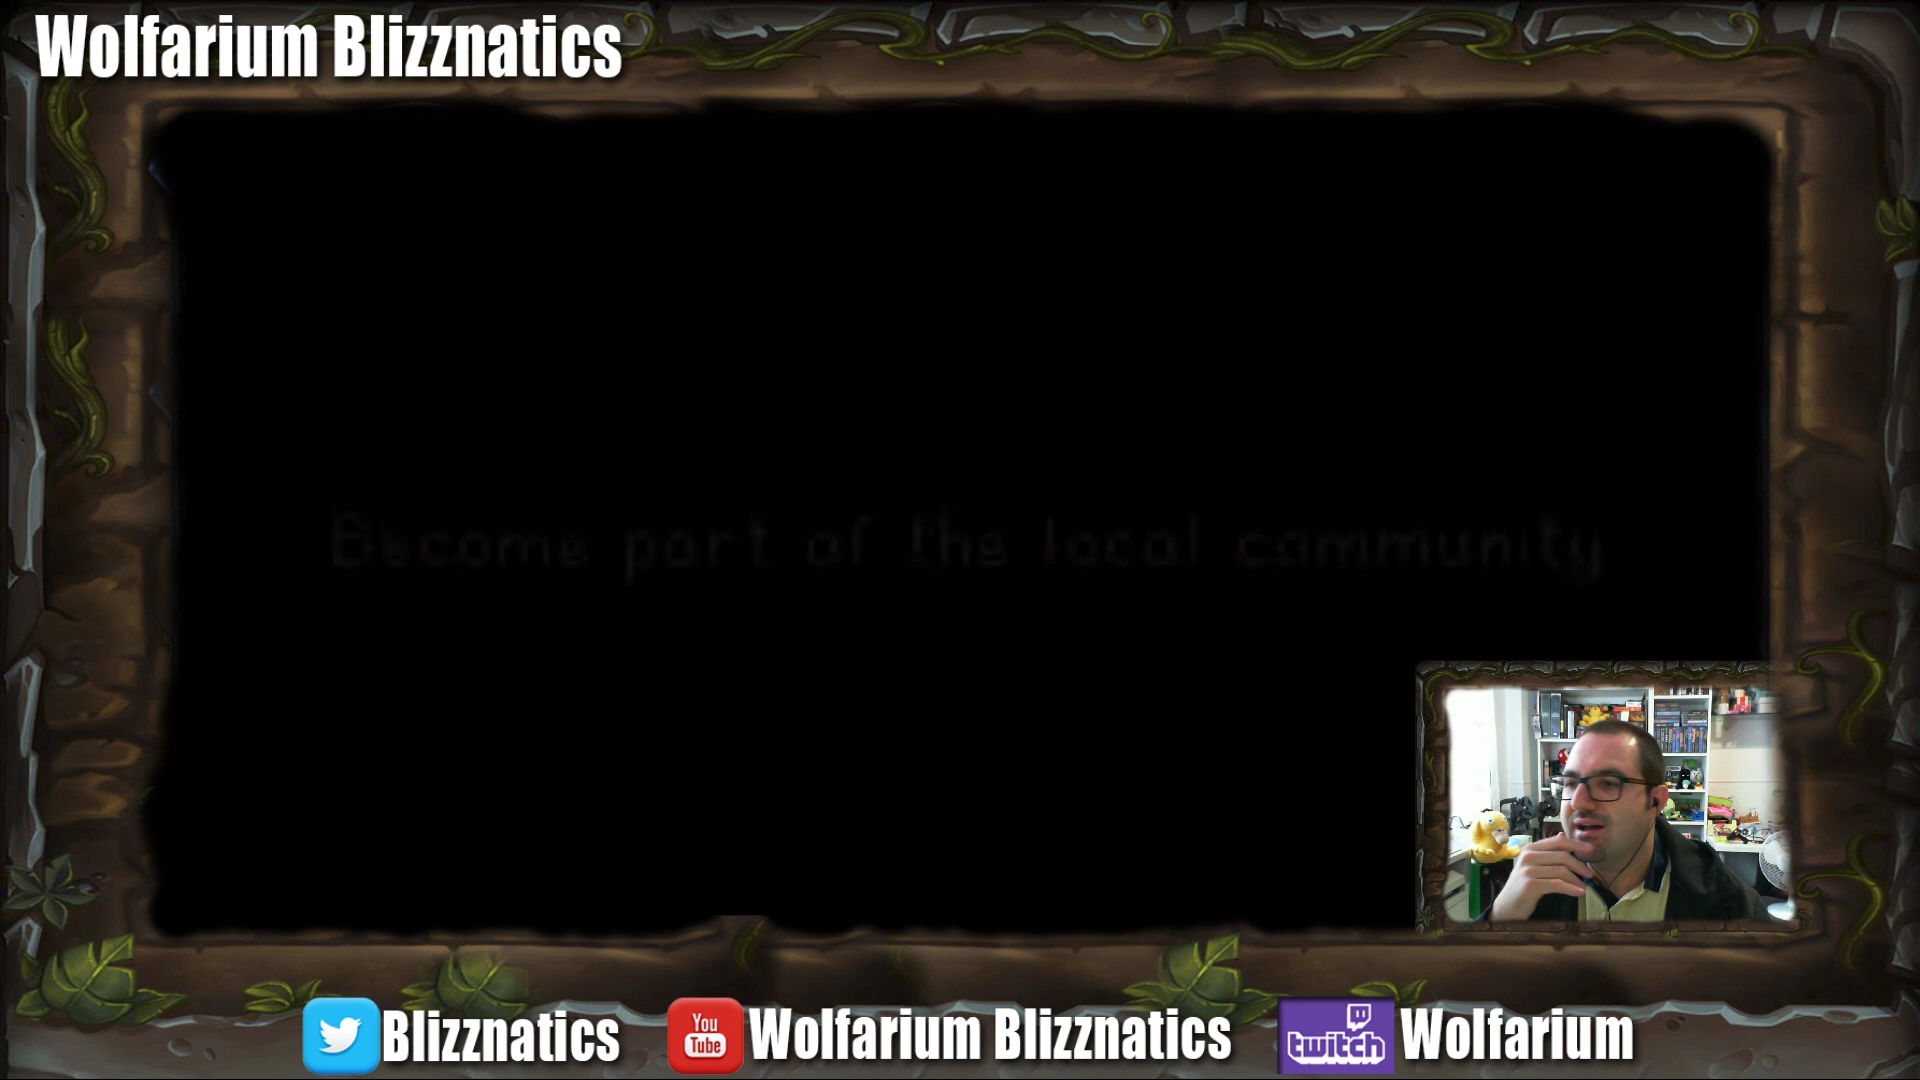 Wolfarium Blizznatics
Become part of the local community
Blizznatics
You Tube
Wolfarium Blizznatics
twitch
Wolfarium